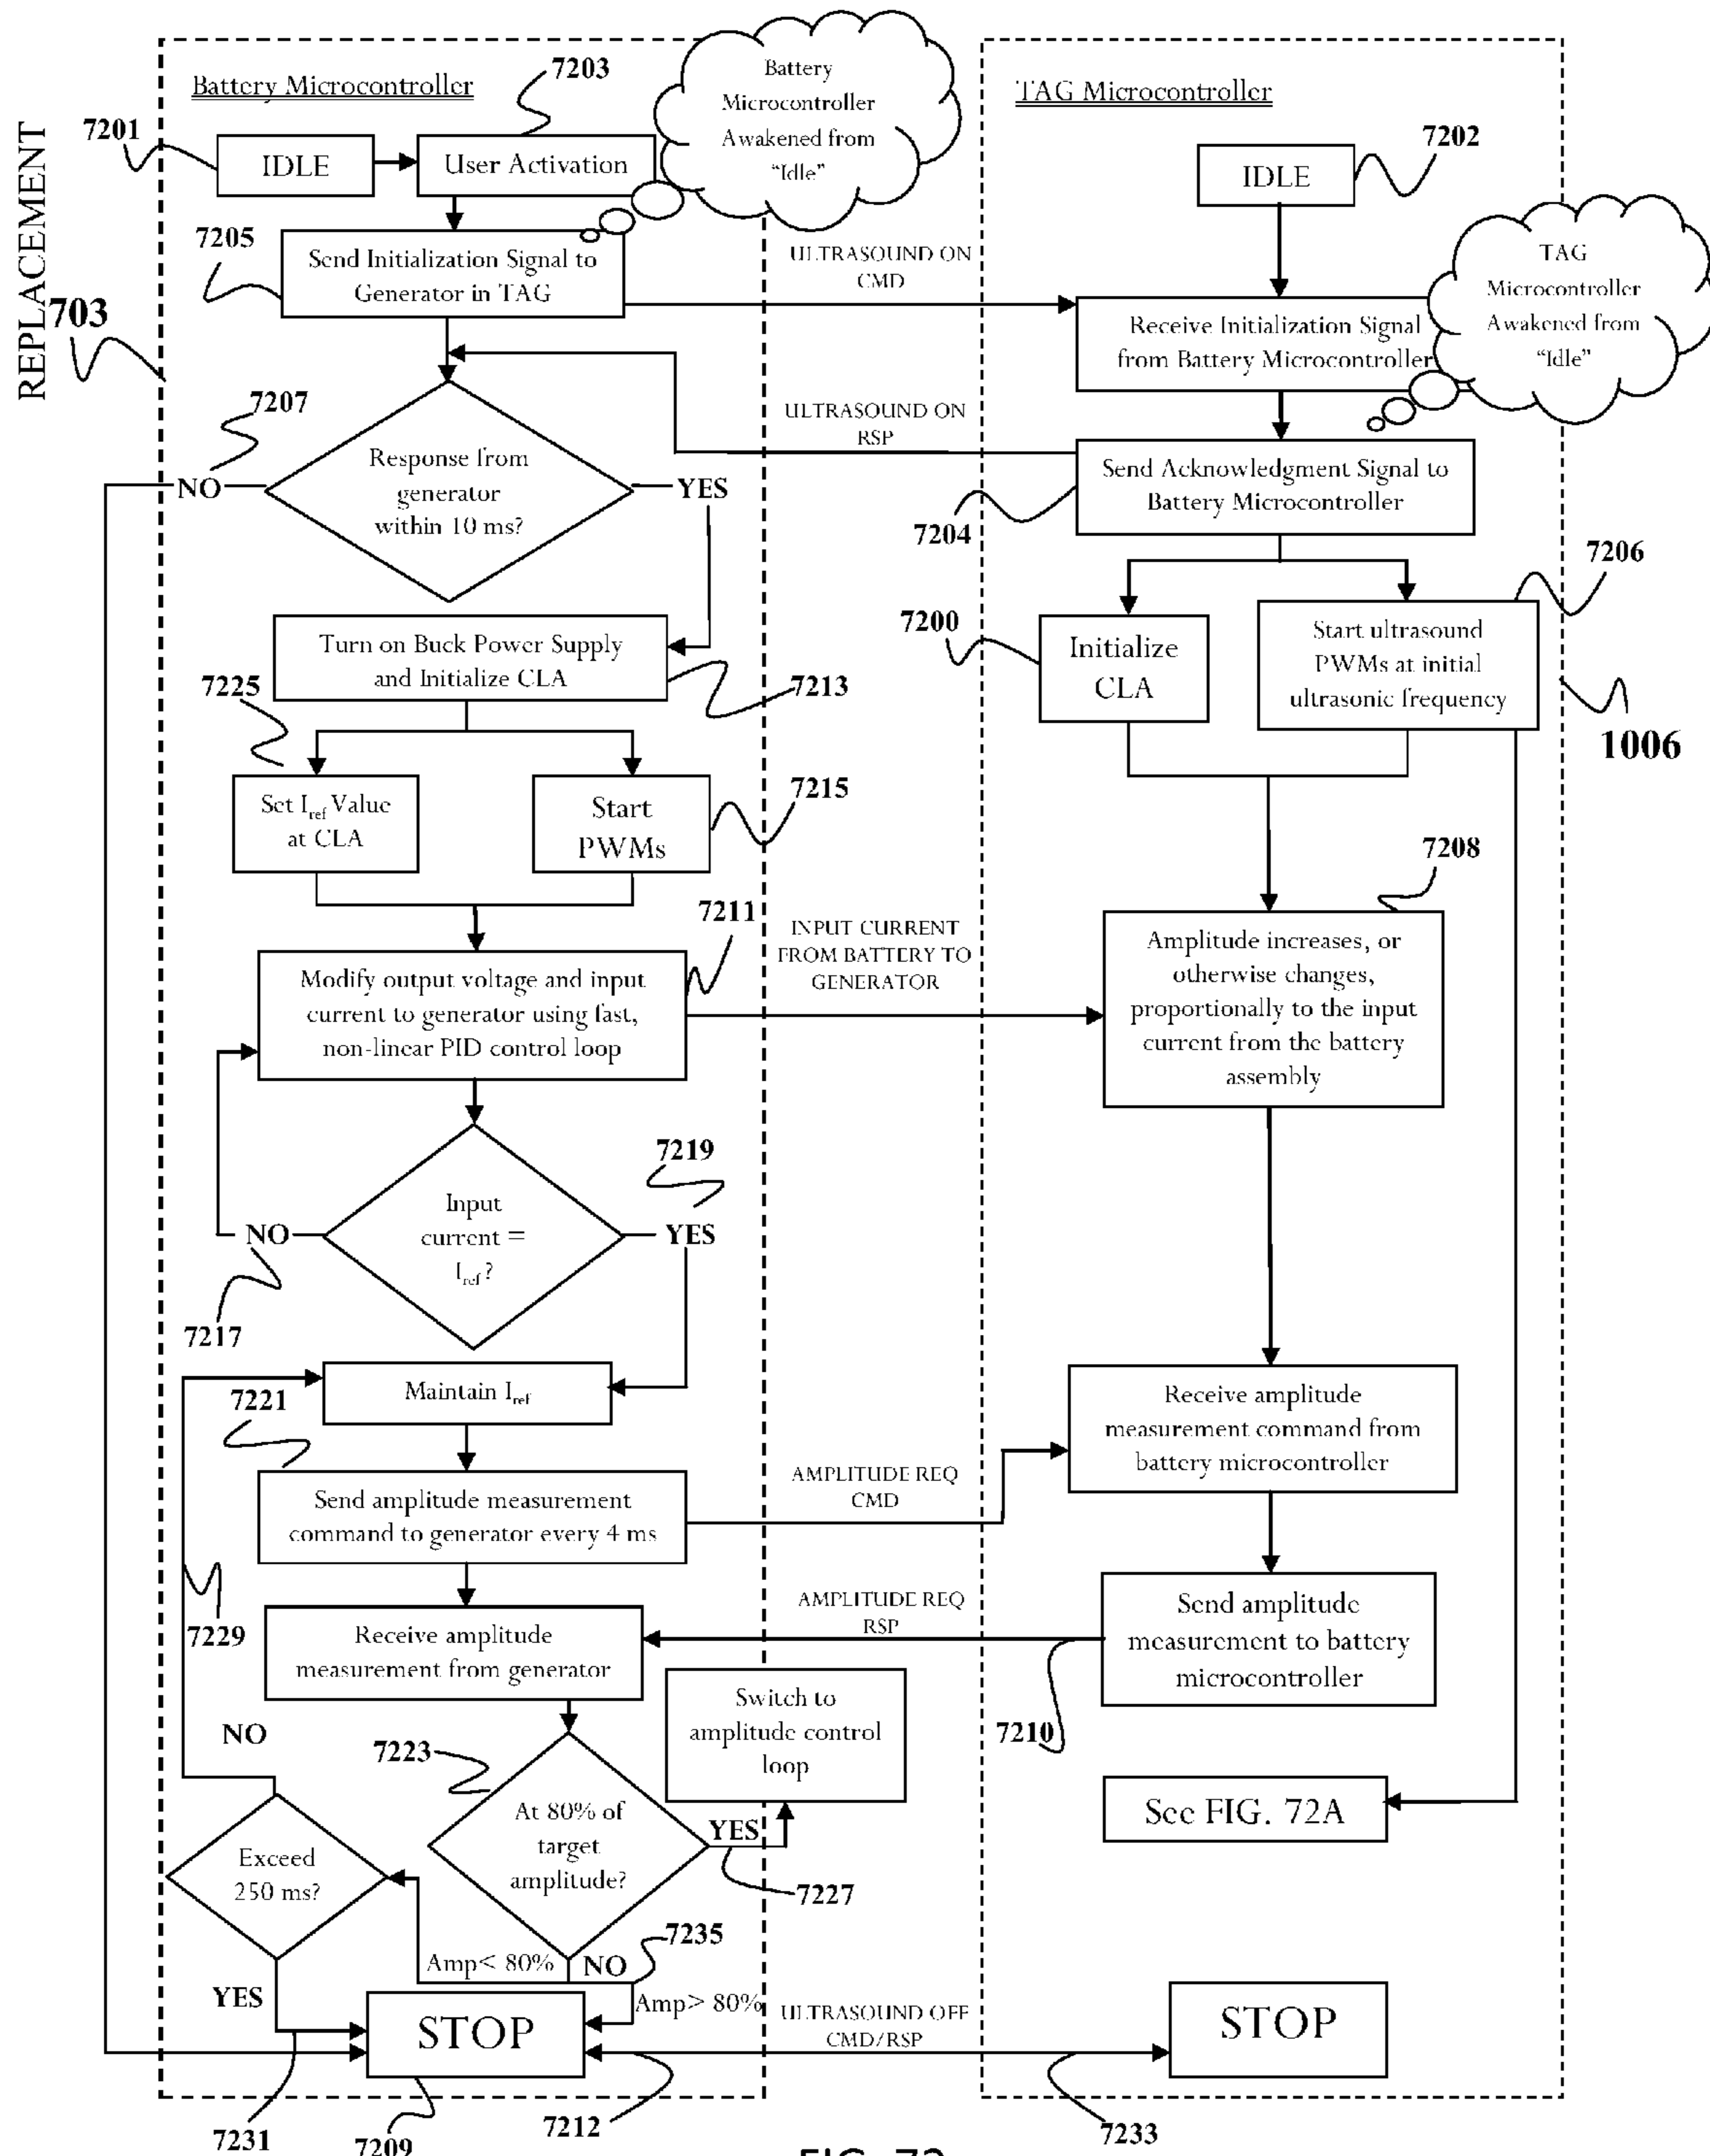 REPLACEMENT
703
Battery Microcontroller
7203
Battery
Microcontroller
Awakened from
“Idle”
7201
IDLE
User Activation
7205
Send Initialization Signal to
Generator in TAG
ULTRASOUND ON
CMD
TAG Microcontroller
IDLE
7202
TAG
Microcontroller
Awakened from
“Idle”
Receive Initialization Signal
from Battery Microcontroller
7207
NO
Response from
generator
within 10 ms?
YES
ULTRASOUND ON
RSP
Send Acknowledgment Signal to
Battery Microcontroller
7204
7206
7200
Initialize
CLA
Start ultrasound
PWMs at initial
ultrasonic frequency
1006
Turn on Buck Power Supply
and Initialize CLA
7213
7225
Set Iref Value
at CLA
Start
PWMs
7215
7208
7211
Modify output voltage and input
current to generator using fast,
non-linear PID control loop
INPUT CURRENT
FROM BATTERY TO
GENERATOR
Amplitude increases, or
otherwise changes,
proportionally to the input
current from the battery
assembly
7219
NO
Input
current =
Iref?
YES
7217
Maintain Iref
7221
Receive amplitude
measurement command from
battery microcontroller
Send amplitude measurement
command to generator every 4 ms
AMPLITUDE REQ
CMD
7229
Receive amplitude
measurement from generator
AMPLITUDE REQ
RSP
Send amplitude
measurement to battery
microcontroller
7210
Switch to
amplitude control
loop
NO
7223
At 80% of
target
amplitude?
YES
7227
See FIG. 72A
Exceed
250 ms?
7235
Amp< 80%
NO
YES
Amp> 80%
STOP
ULTRASOUND OFF
CMD/RSP
STOP
7231
7209
7212
7233
FIG. 72